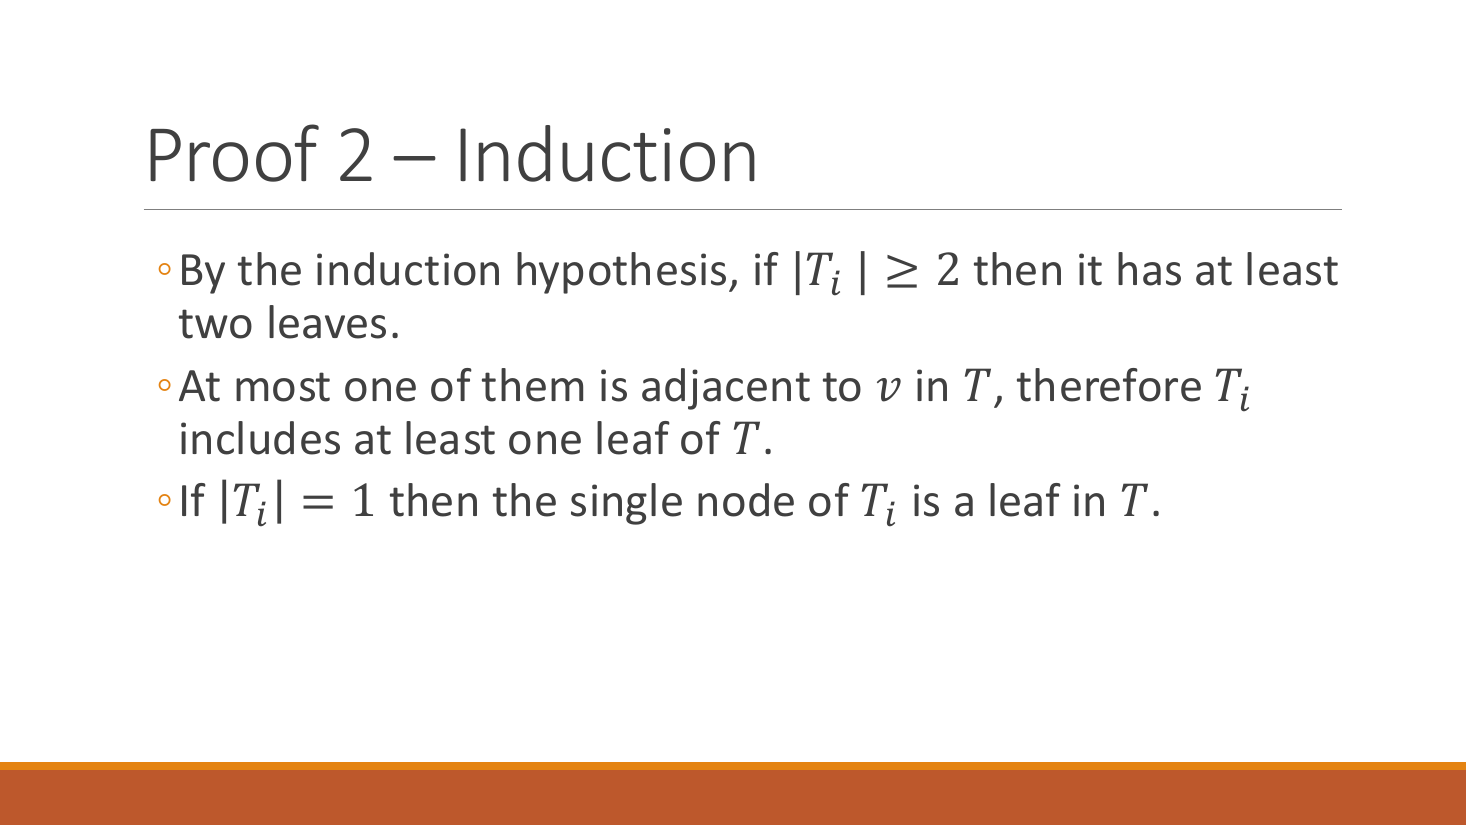 Proof 2 – Induction
◦By the induction hypothesis, if |𝑇ᵢ | ≥ 2 then it has at least
two leaves.
◦At most one of them is adjacent to 𝑣 in 𝑇, therefore 𝑇ᵢ
includes at least one leaf of 𝑇.
◦If |𝑇ᵢ| = 1 then the single node of 𝑇ᵢ is a leaf in 𝑇.